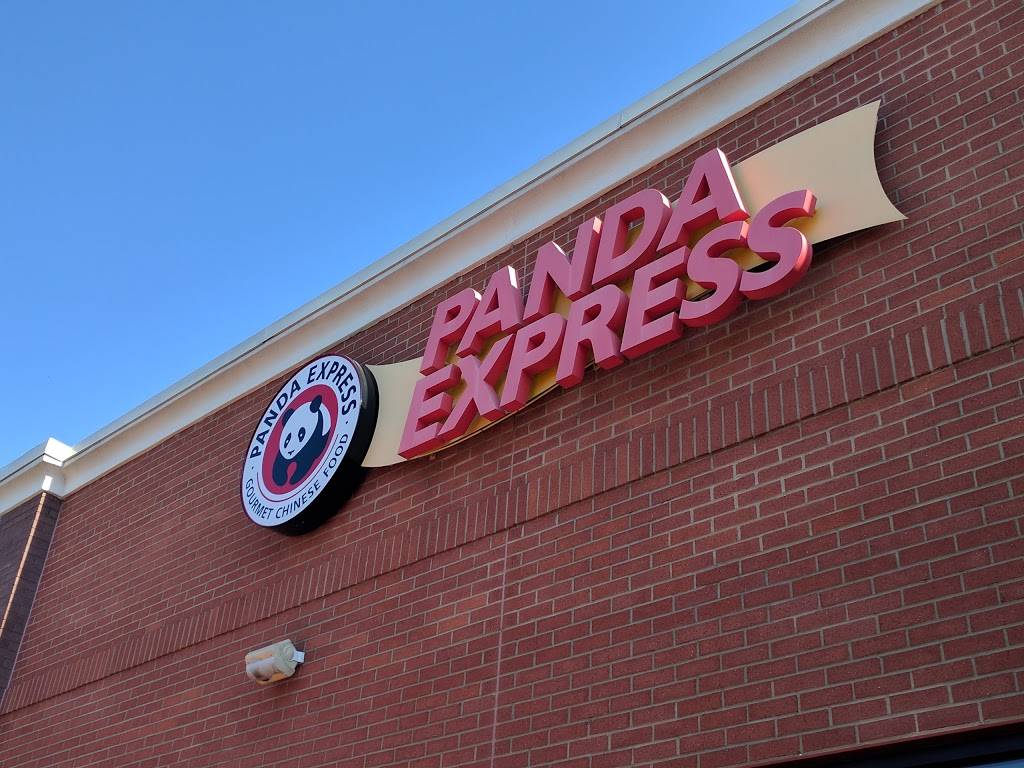 PANDA EXPRESS
· GOURMET CHINESE FOOD ·
PANDA
EXPRESS